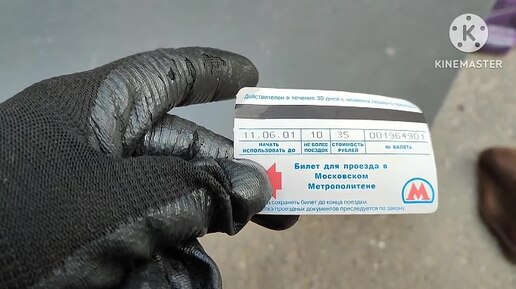 KINEMASTER
Действителен в течение 30 дней с момента первого
11.06.01 10 35 001964901
НАЧАТЬ ИСПОЛЬЗОВАТЬ ДО
НЕ БОЛЕЕ ПОЕЗДОК
СТОИМОСТЬ РУБЛЕЙ
№ БИЛЕТА
Билет для проезда в
Московском
Метрополитене
М
сохранять билет до конца поездки.
проездных документов преследуется по закону